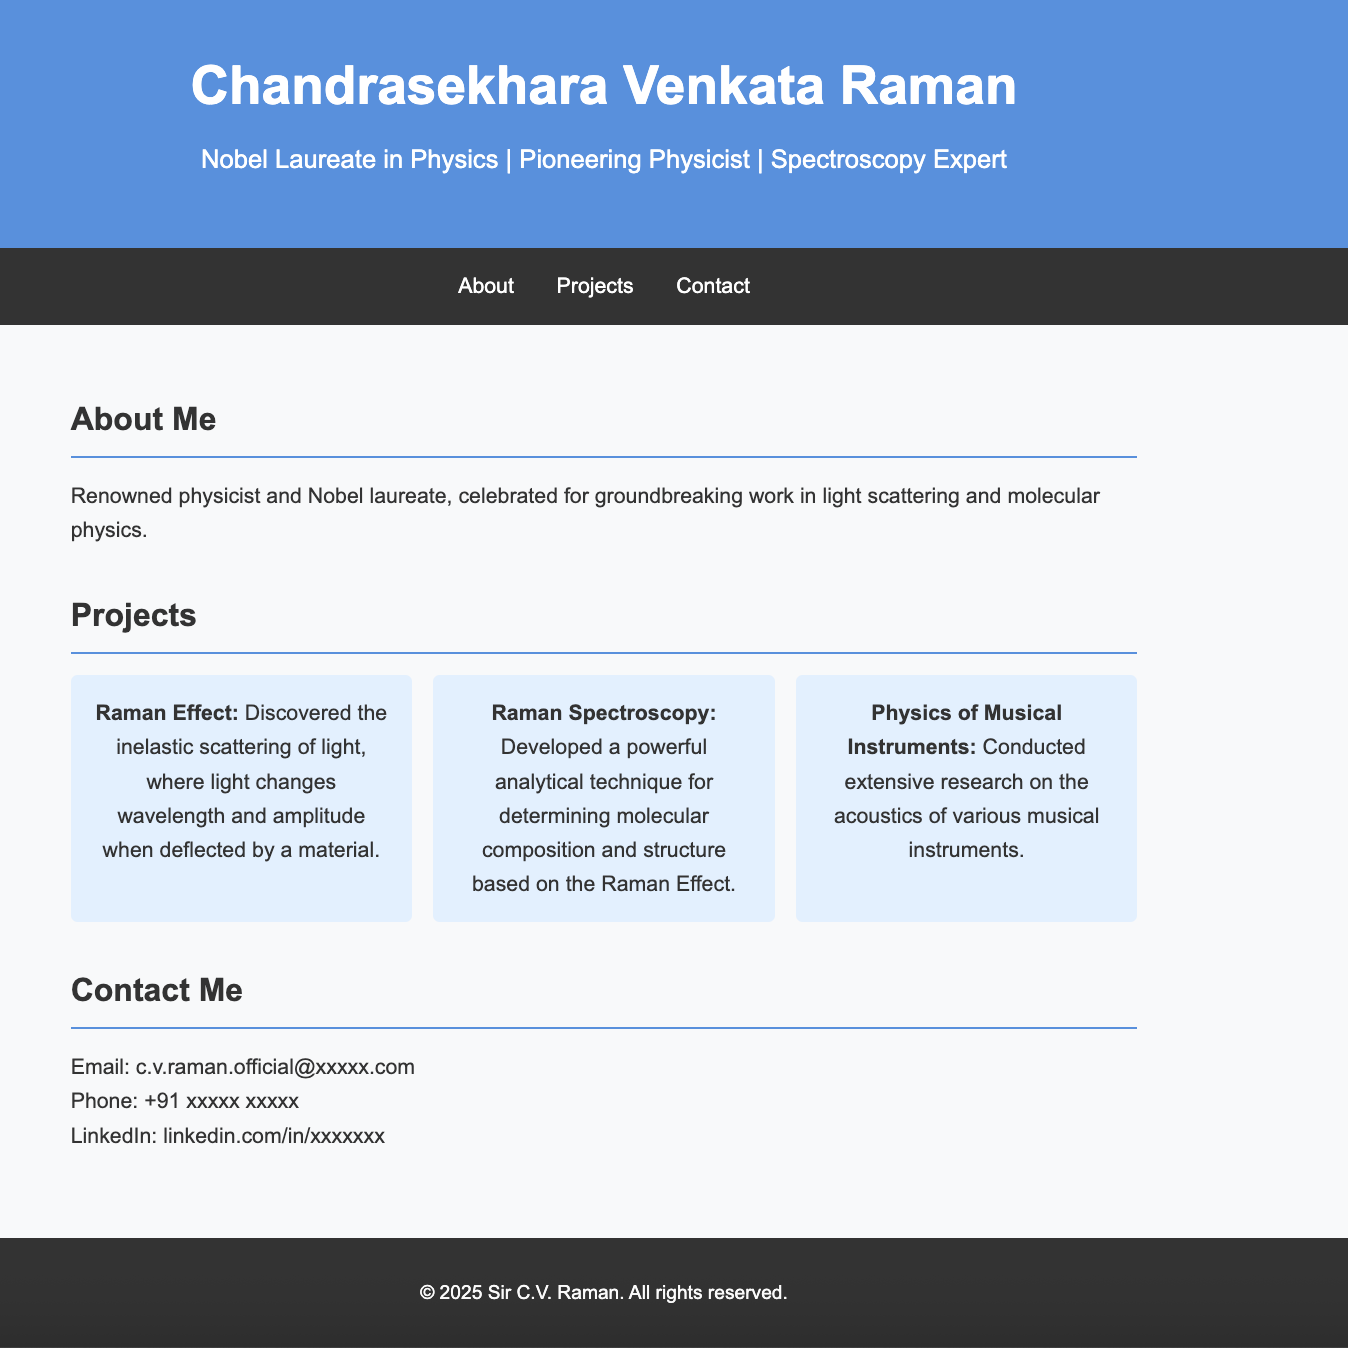 Chandrasekhara Venkata Raman
Nobel Laureate in Physics | Pioneering Physicist | Spectroscopy Expert
About Projects Contact
About Me
Renowned physicist and Nobel laureate, celebrated for groundbreaking work in light scattering and molecular
physics.
Projects
Raman Effect: Discovered the
inelastic scattering of light,
where light changes
wavelength and amplitude
when deflected by a material.
Raman Spectroscopy:
Developed a powerful
analytical technique for
determining molecular
composition and structure
based on the Raman Effect.
Physics of Musical
Instruments: Conducted
extensive research on the
acoustics of various musical
instruments.
Contact Me
Email: c.v.raman.official@xxxxx.com
Phone: +91 xxxxx xxxxx
LinkedIn: linkedin.com/in/xxxxxxx
© 2025 Sir C.V. Raman. All rights reserved.